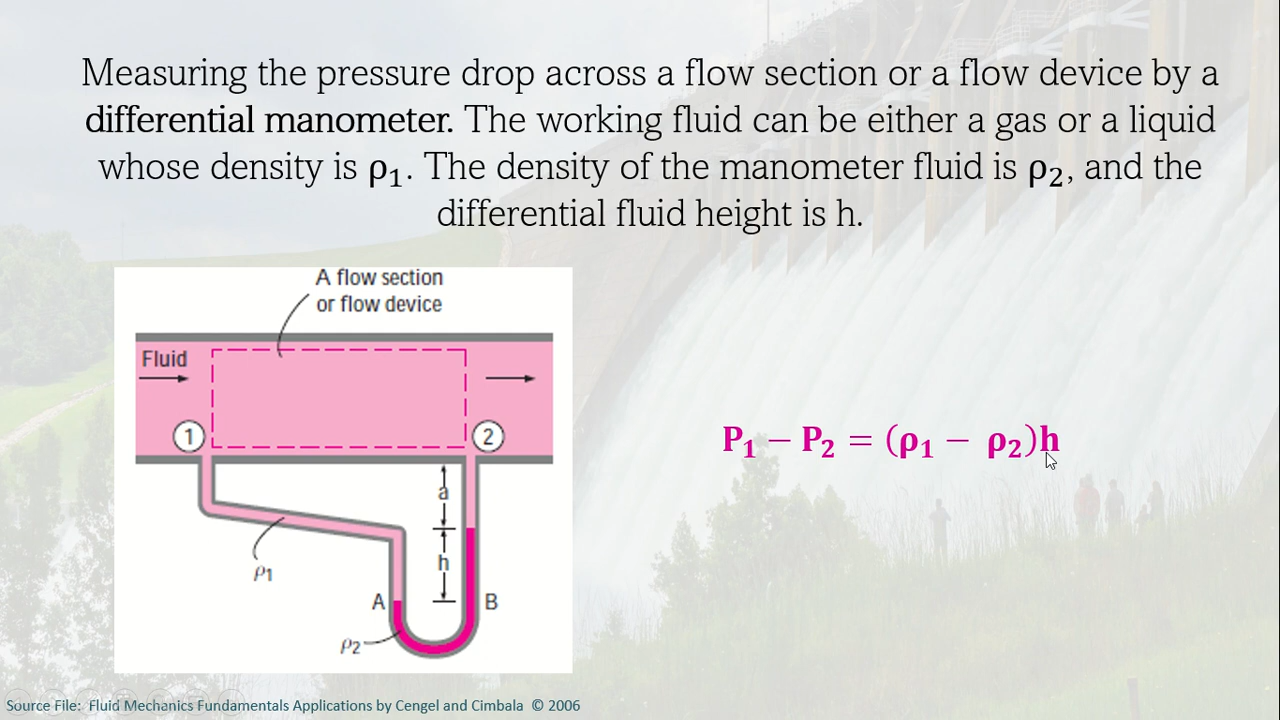 Measuring the pressure drop across a flow section or a flow device by a
differential manometer. The working fluid can be either a gas or a liquid
whose density is ρ₁. The density of the manometer fluid is ρ₂, and the
differential fluid height is h.
A flow section
or flow device
Fluid
1
2
a
h
ρ1
A
B
ρ2
P₁ − P₂ = (ρ₁ − ρ₂)h
Source File: Fluid Mechanics Fundamentals Applications by Cengel and Cimbala © 2006